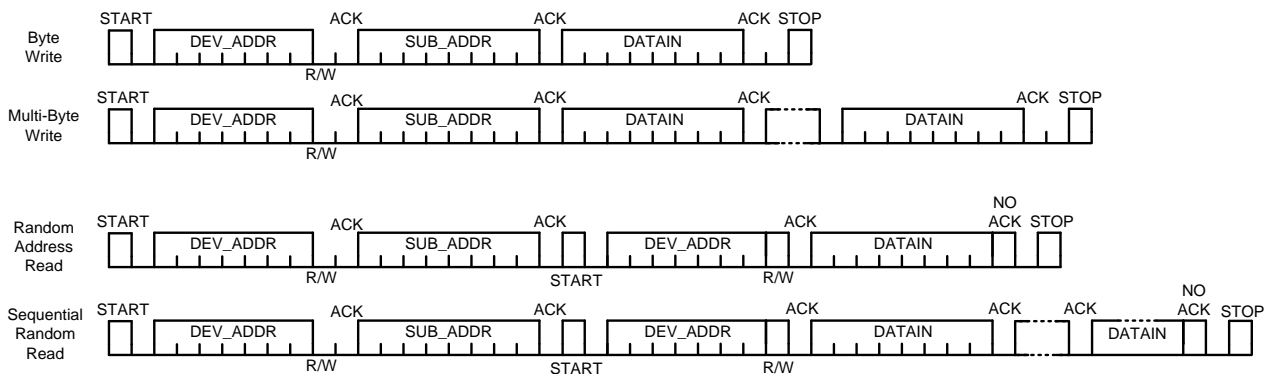 START ACK ACK ACK STOP
Byte
Write
DEV_ADDR SUB_ADDR DATAIN
R/W
START ACK ACK ACK ACK STOP
Multi-Byte
Write
DEV_ADDR SUB_ADDR DATAIN DATAIN
R/W
NO
START ACK ACK ACK ACK STOP
Random
Address
Read
DEV_ADDR SUB_ADDR DEV_ADDR DATAIN
R/W START R/W
NO
START ACK ACK ACK ACK ACK ACK STOP
Sequential
Random
Read
DEV_ADDR SUB_ADDR DEV_ADDR DATAIN DATAIN
R/W START R/W